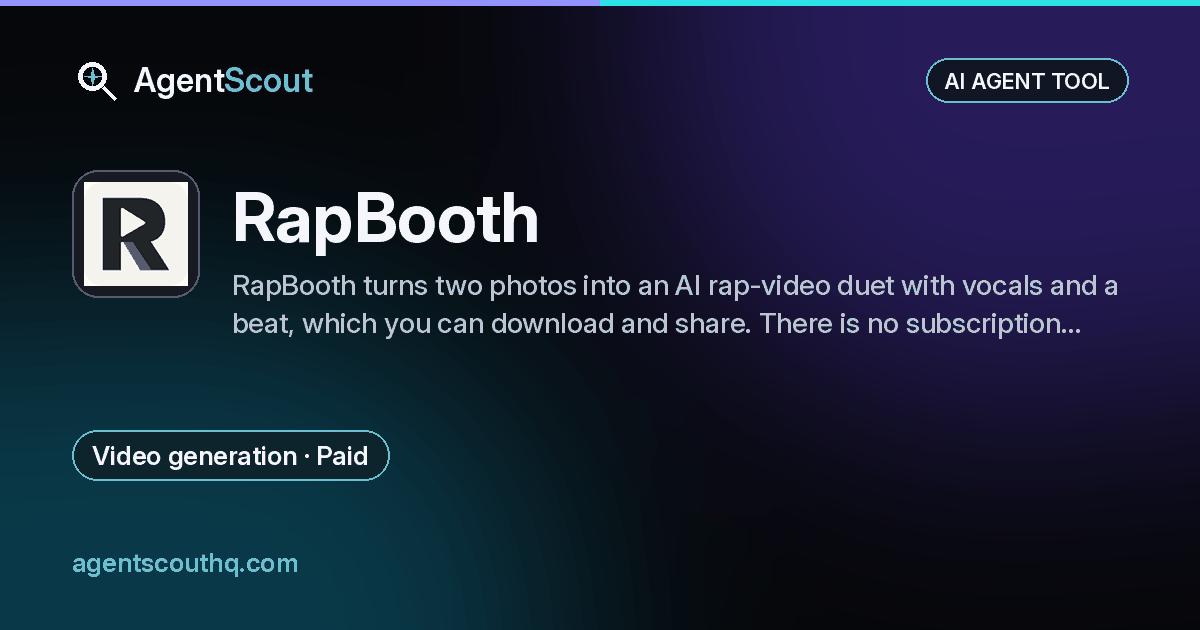 AgentScout
AI AGENT TOOL
R
RapBooth
RapBooth turns two photos into an AI rap-video duet with vocals and a
beat, which you can download and share. There is no subscription...
Video generation · Paid
agentscouthq.com